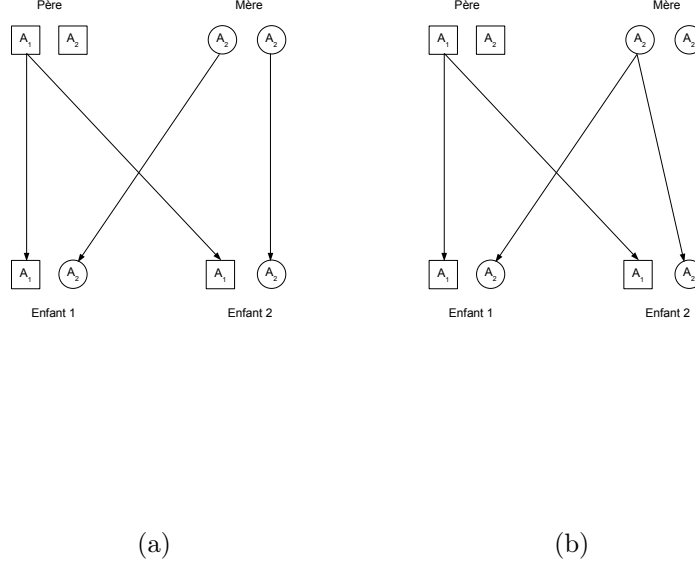 Père Mère Père Mère
A1 A2 A2 A2 A1 A2 A2 A2
A1 A2 A1 A2 A1 A2 A1 A2
Enfant 1 Enfant 2 Enfant 1 Enfant 2
(a) (b)